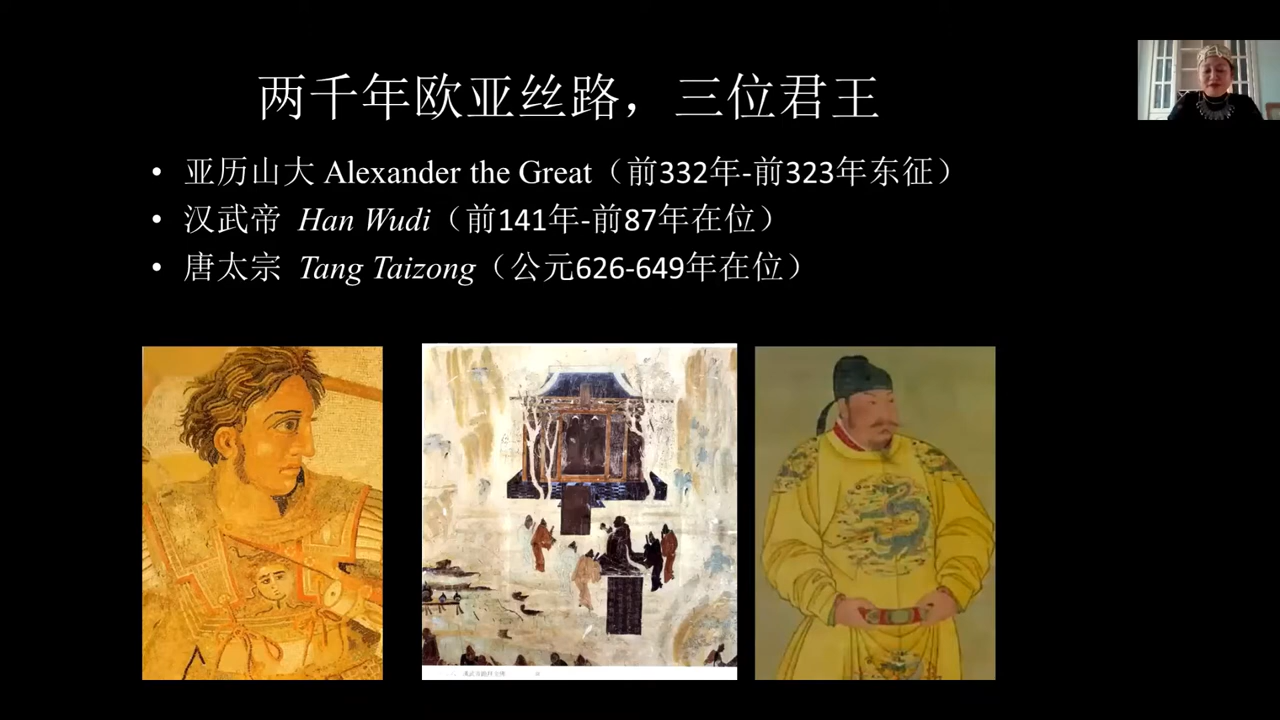 两千年欧亚丝路，三位君王
• 亚历山大 Alexander the Great（前332年-前323年东征）
• 汉武帝 Han Wudi（前141年-前87年在位）
• 唐太宗 Tang Taizong（公元626-649年在位）